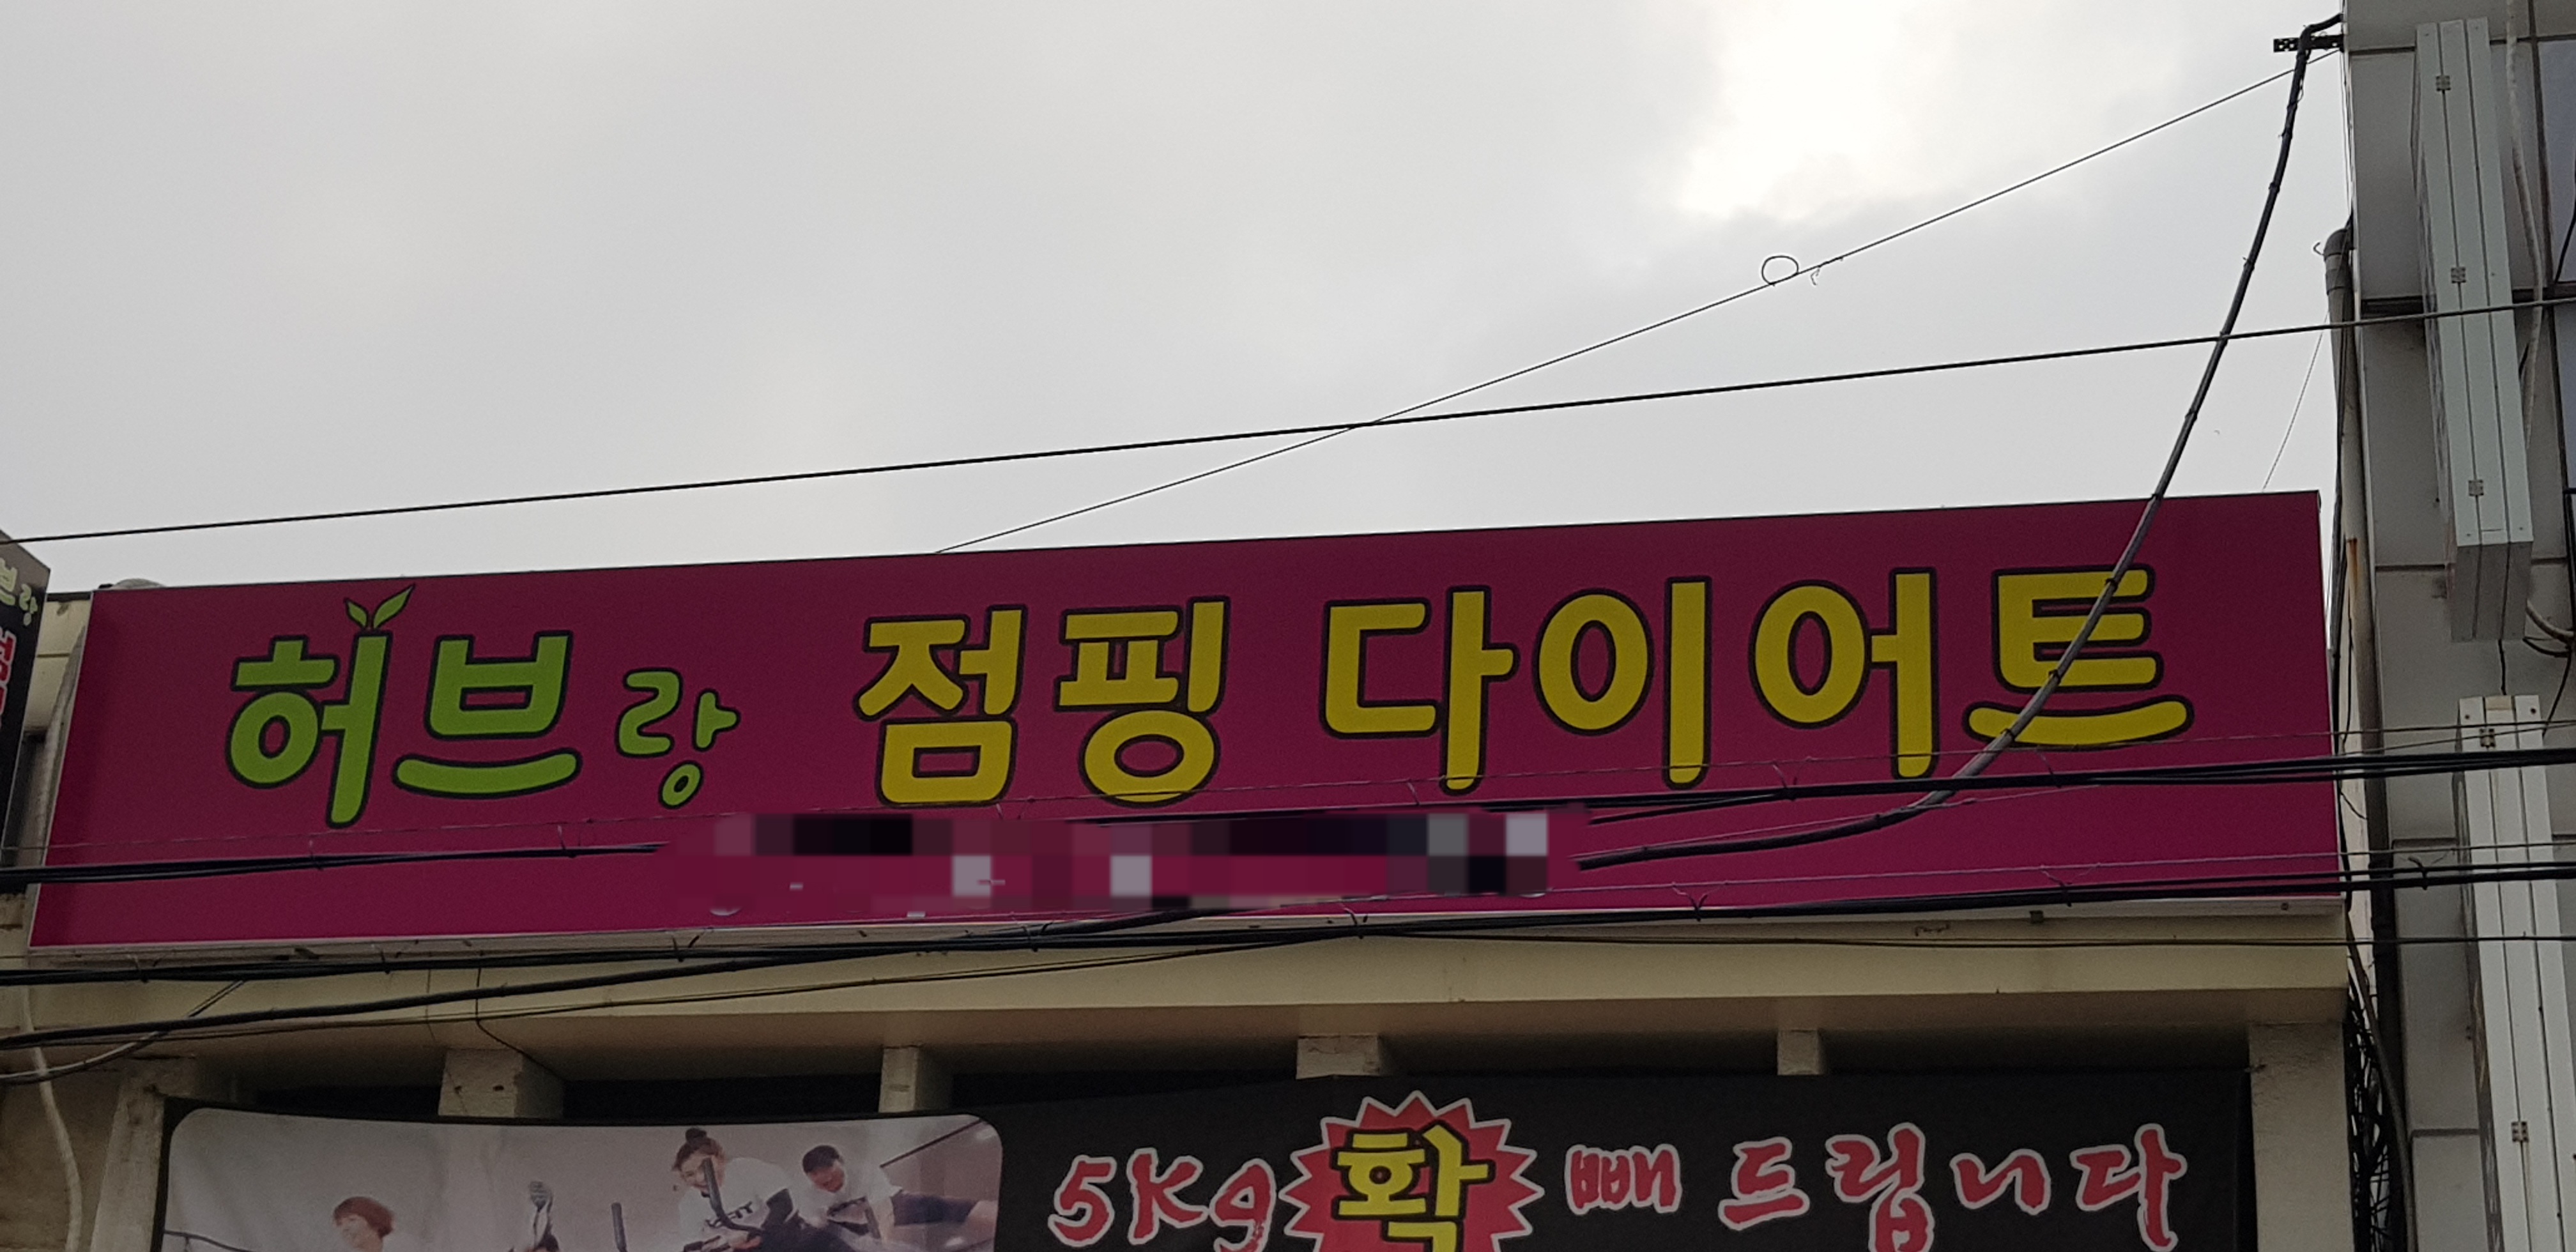 허브랑 점핑 다이어트
5Kg 확 빼 드립니다